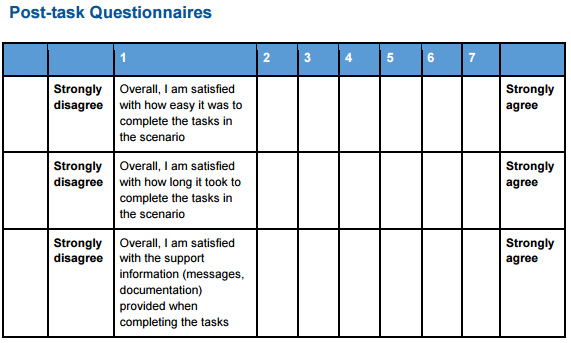 Post-task Questionnaires
1 2 3 4 5 6 7
Strongly Overall, I am satisfied Strongly
disagree with how easy it was to agree
complete the tasks in
the scenario
Strongly Overall, I am satisfied Strongly
disagree with how long it took to agree
complete the tasks in
the scenario
Strongly Overall, I am satisfied Strongly
disagree with the support agree
information (messages,
documentation)
provided when
completing the tasks